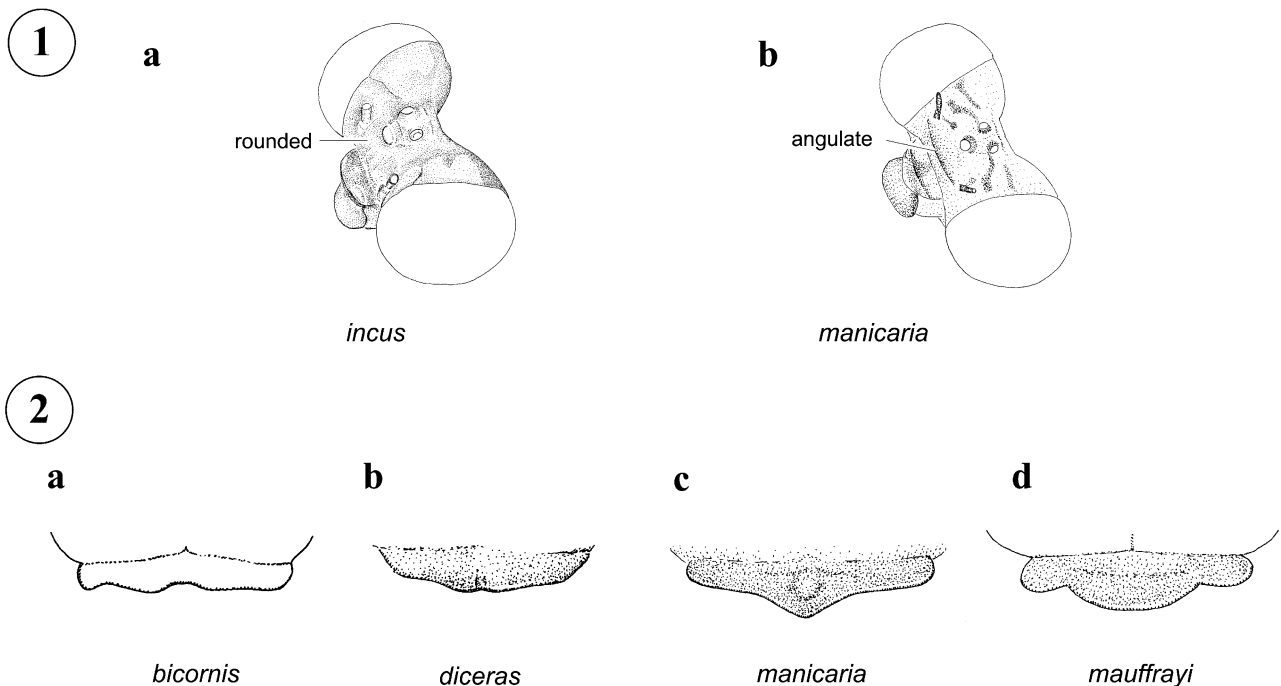 1
a
b
rounded
angulate
incus
manicaria
2
a
b
c
d
bicornis
diceras
manicaria
mauffrayi